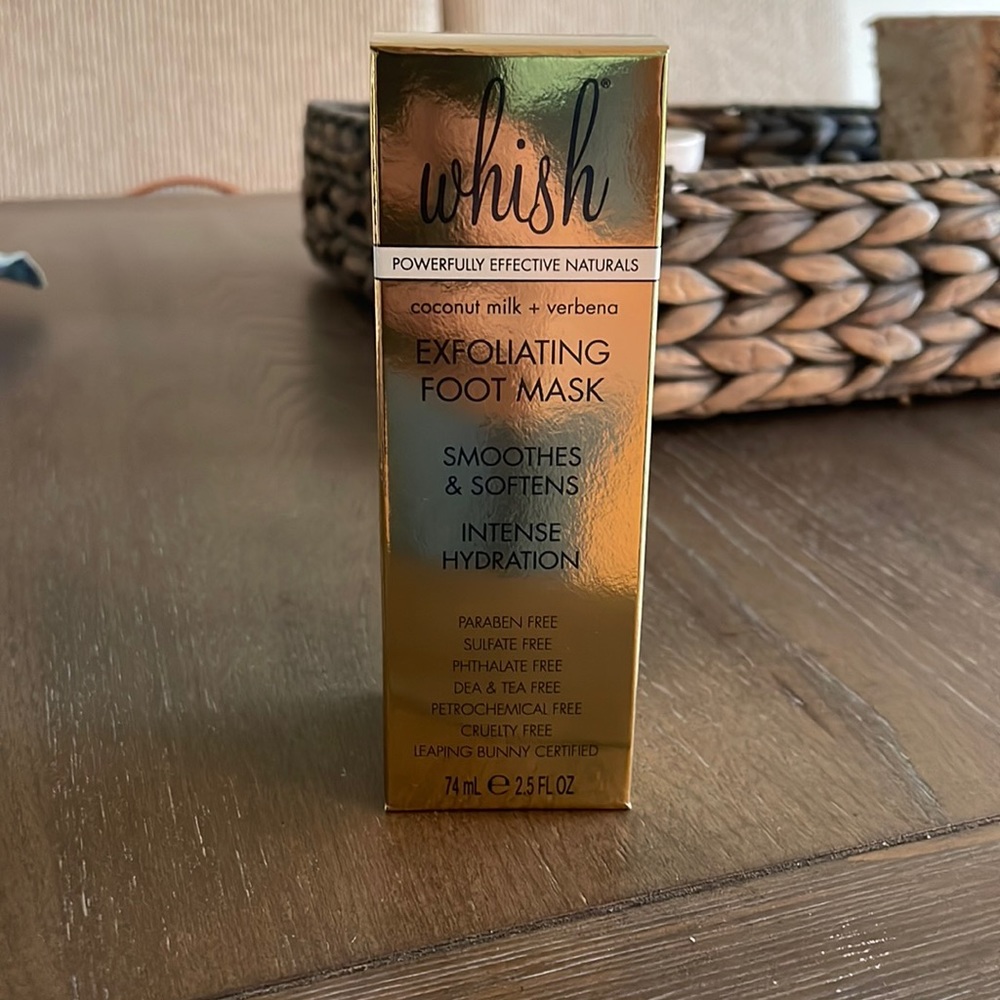 whish®
POWERFULLY EFFECTIVE NATURALS
coconut milk + verbena
EXFOLIATING
FOOT MASK
SMOOTHES
& SOFTENS
INTENSE
HYDRATION
PARABEN FREE
SULFATE FREE
PHTHALATE FREE
DEA & TEA FREE
PETROCHEMICAL FREE
CRUELTY FREE
LEAPING BUNNY CERTIFIED
74 mL ℮ 2.5 FL OZ